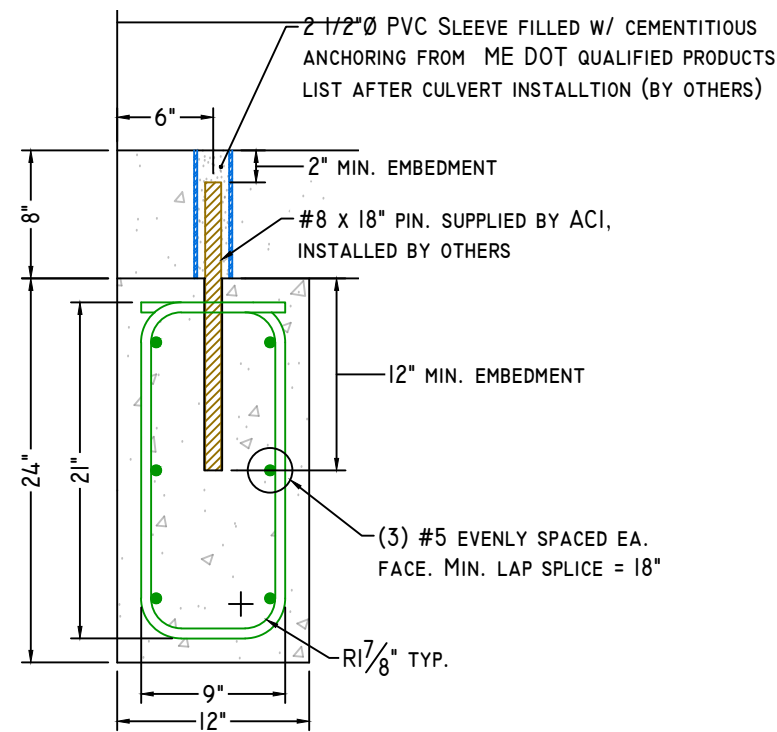 2 1/2"Ø PVC SLEEVE FILLED W/ CEMENTITIOUS
ANCHORING FROM ME DOT QUALIFIED PRODUCTS
LIST AFTER CULVERT INSTALLTION (BY OTHERS)
6"
2" MIN. EMBEDMENT
8"
#8 X 18" PIN. SUPPLIED BY ACI,
INSTALLED BY OTHERS
12" MIN. EMBEDMENT
24"
21"
(3) #5 EVENLY SPACED EA.
FACE. MIN. LAP SPLICE = 18"
R1 7/8" TYP.
9"
12"